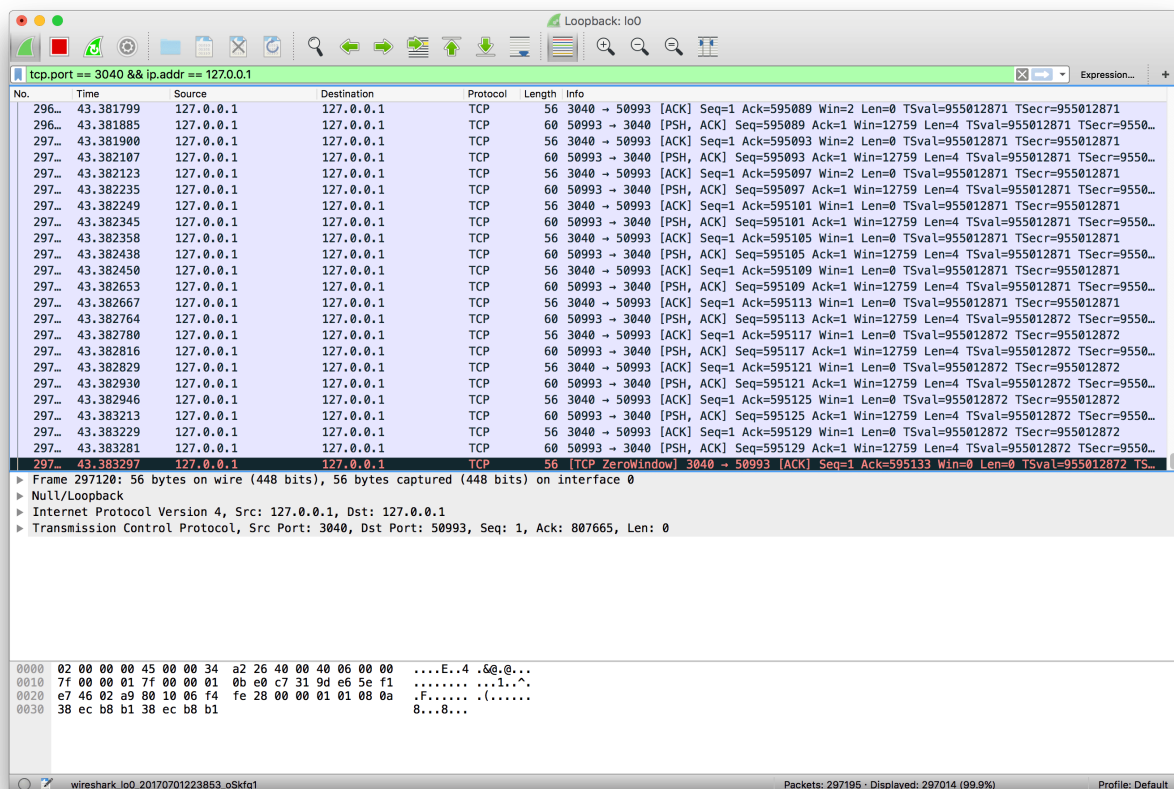 Loopback: lo0
tcp.port == 3040 && ip.addr == 127.0.0.1 Expression... +
No. Time Source Destination Protocol Length Info
296… 43.381799 127.0.0.1 127.0.0.1 TCP 56 3040 → 50993 [ACK] Seq=1 Ack=595089 Win=2 Len=0 TSval=955012871 TSecr=955012871
296… 43.381885 127.0.0.1 127.0.0.1 TCP 60 50993 → 3040 [PSH, ACK] Seq=595089 Ack=1 Win=12759 Len=4 TSval=955012871 TSecr=9550…
297… 43.381900 127.0.0.1 127.0.0.1 TCP 56 3040 → 50993 [ACK] Seq=1 Ack=595093 Win=2 Len=0 TSval=955012871 TSecr=955012871
297… 43.382107 127.0.0.1 127.0.0.1 TCP 60 50993 → 3040 [PSH, ACK] Seq=595093 Ack=1 Win=12759 Len=4 TSval=955012871 TSecr=9550…
297… 43.382123 127.0.0.1 127.0.0.1 TCP 56 3040 → 50993 [ACK] Seq=1 Ack=595097 Win=2 Len=0 TSval=955012871 TSecr=955012871
297… 43.382235 127.0.0.1 127.0.0.1 TCP 60 50993 → 3040 [PSH, ACK] Seq=595097 Ack=1 Win=12759 Len=4 TSval=955012871 TSecr=9550…
297… 43.382249 127.0.0.1 127.0.0.1 TCP 56 3040 → 50993 [ACK] Seq=1 Ack=595101 Win=1 Len=0 TSval=955012871 TSecr=955012871
297… 43.382345 127.0.0.1 127.0.0.1 TCP 60 50993 → 3040 [PSH, ACK] Seq=595101 Ack=1 Win=12759 Len=4 TSval=955012871 TSecr=9550…
297… 43.382358 127.0.0.1 127.0.0.1 TCP 56 3040 → 50993 [ACK] Seq=1 Ack=595105 Win=1 Len=0 TSval=955012871 TSecr=955012871
297… 43.382438 127.0.0.1 127.0.0.1 TCP 60 50993 → 3040 [PSH, ACK] Seq=595105 Ack=1 Win=12759 Len=4 TSval=955012871 TSecr=9550…
297… 43.382450 127.0.0.1 127.0.0.1 TCP 56 3040 → 50993 [ACK] Seq=1 Ack=595109 Win=1 Len=0 TSval=955012871 TSecr=955012871
297… 43.382653 127.0.0.1 127.0.0.1 TCP 60 50993 → 3040 [PSH, ACK] Seq=595109 Ack=1 Win=12759 Len=4 TSval=955012871 TSecr=9550…
297… 43.382667 127.0.0.1 127.0.0.1 TCP 56 3040 → 50993 [ACK] Seq=1 Ack=595113 Win=1 Len=0 TSval=955012871 TSecr=955012871
297… 43.382764 127.0.0.1 127.0.0.1 TCP 60 50993 → 3040 [PSH, ACK] Seq=595113 Ack=1 Win=12759 Len=4 TSval=955012872 TSecr=9550…
297… 43.382780 127.0.0.1 127.0.0.1 TCP 56 3040 → 50993 [ACK] Seq=1 Ack=595117 Win=1 Len=0 TSval=955012872 TSecr=955012872
297… 43.382816 127.0.0.1 127.0.0.1 TCP 60 50993 → 3040 [PSH, ACK] Seq=595117 Ack=1 Win=12759 Len=4 TSval=955012872 TSecr=9550…
297… 43.382829 127.0.0.1 127.0.0.1 TCP 56 3040 → 50993 [ACK] Seq=1 Ack=595121 Win=1 Len=0 TSval=955012872 TSecr=955012872
297… 43.382930 127.0.0.1 127.0.0.1 TCP 60 50993 → 3040 [PSH, ACK] Seq=595121 Ack=1 Win=12759 Len=4 TSval=955012872 TSecr=9550…
297… 43.382946 127.0.0.1 127.0.0.1 TCP 56 3040 → 50993 [ACK] Seq=1 Ack=595125 Win=1 Len=0 TSval=955012872 TSecr=955012872
297… 43.383213 127.0.0.1 127.0.0.1 TCP 60 50993 → 3040 [PSH, ACK] Seq=595125 Ack=1 Win=12759 Len=4 TSval=955012872 TSecr=9550…
297… 43.383229 127.0.0.1 127.0.0.1 TCP 56 3040 → 50993 [ACK] Seq=1 Ack=595129 Win=1 Len=0 TSval=955012872 TSecr=955012872
297… 43.383281 127.0.0.1 127.0.0.1 TCP 60 50993 → 3040 [PSH, ACK] Seq=595129 Ack=1 Win=12759 Len=4 TSval=955012872 TSecr=9550…
297… 43.383297 127.0.0.1 127.0.0.1 TCP 56 [TCP ZeroWindow] 3040 → 50993 [ACK] Seq=1 Ack=595133 Win=0 Len=0 TSval=955012872 TS…
Frame 297120: 56 bytes on wire (448 bits), 56 bytes captured (448 bits) on interface 0
Null/Loopback
Internet Protocol Version 4, Src: 127.0.0.1, Dst: 127.0.0.1
Transmission Control Protocol, Src Port: 3040, Dst Port: 50993, Seq: 1, Ack: 807665, Len: 0
0000 02 00 00 00 45 00 00 34 a2 26 40 00 40 06 00 00 ....E..4 .&@.@...
0010 7f 00 00 01 7f 00 00 01 0b e0 c7 31 9d e6 5e f1 ........ ...1..^.
0020 e7 46 02 a9 80 10 06 f4 fe 28 00 00 01 01 08 0a .F...... .(......
0030 38 ec b8 b1 38 ec b8 b1 8...8...
wireshark_lo0_20170701223853_oSkfg1 Packets: 297195 · Displayed: 297014 (99.9%) Profile: Default